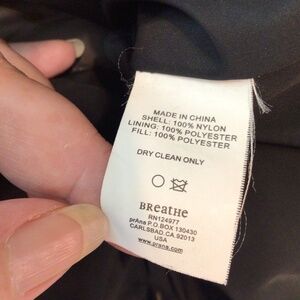 MADE IN CHINA
SHELL: 100% NYLON
LINING: 100% POLYESTER
FILL: 100% POLYESTER
DRY CLEAN ONLY
BReatHe
RN124977
prAna P.O.BOX 130430
CARLSBAD.CA.92013
USA
www.prana.com